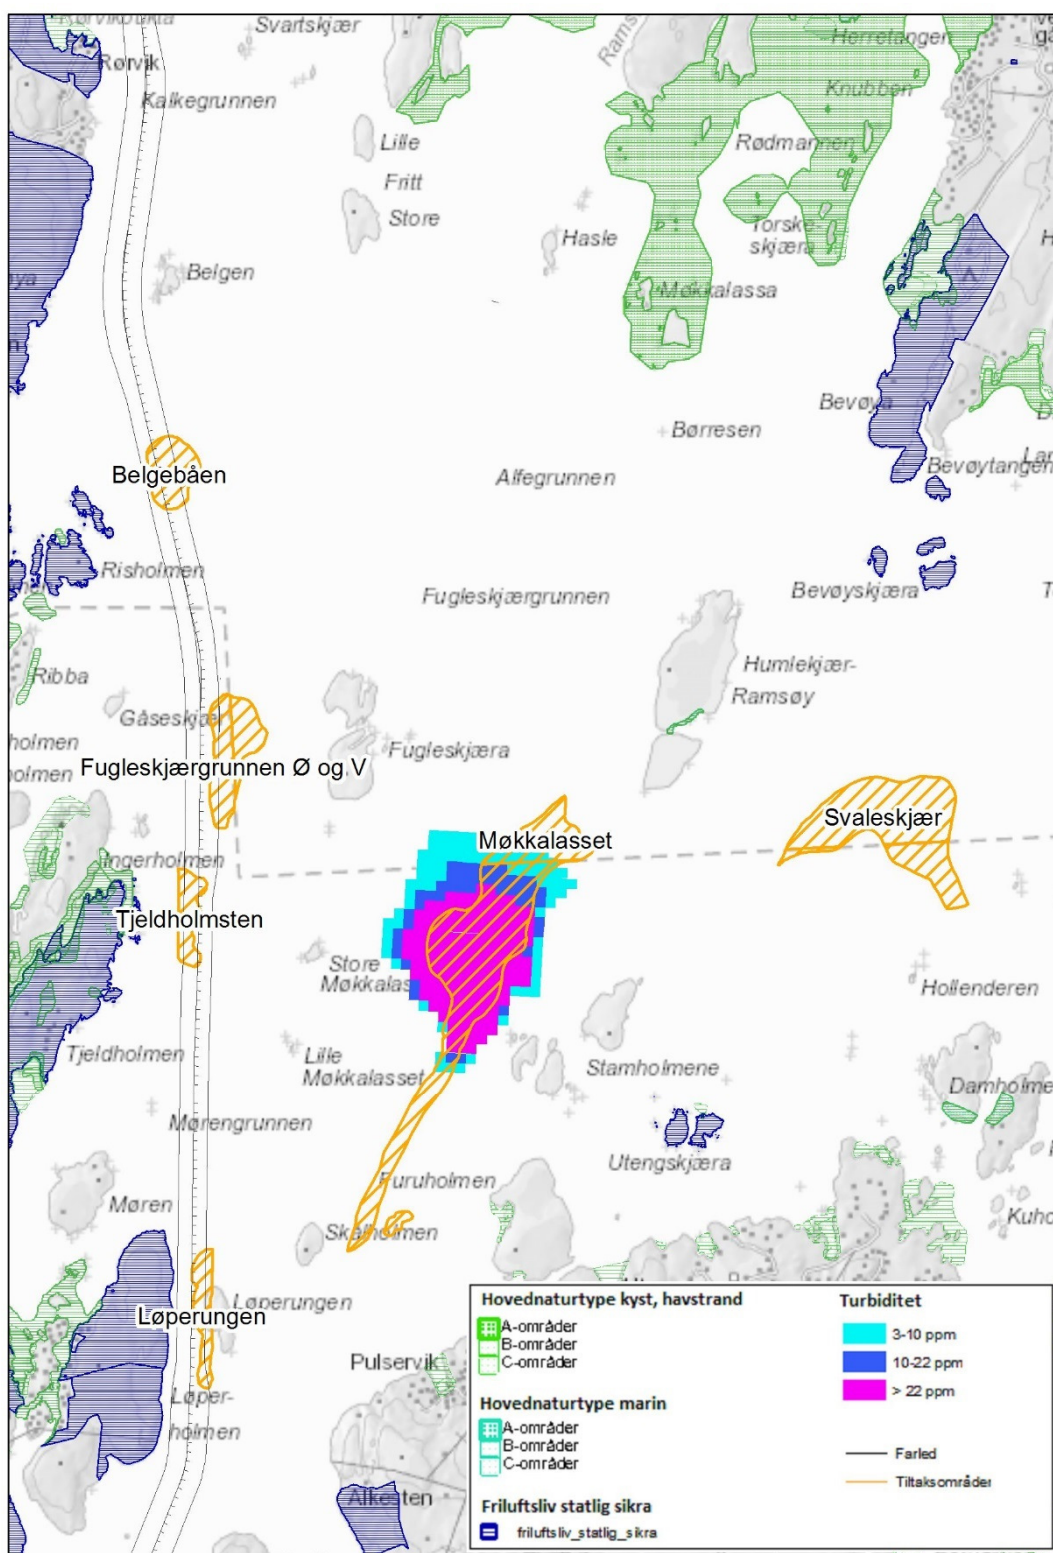 Svartskjær
Herretangen
Rørvik
Kalkegrunnen
Knubben
Lille
Rødmannen
Fritt
Store
Hasle
Torske-
skjæra
Belgen
Møkkalassa
Bevøya
Børresen
Belgebåen
Alfegrunnen
Bevøytangen
Risholmen
Fugleskjærgrunnen
Bevøyskjæra
Ribba
Humlekjær-
Ramsøy
Gåseskjær
Fugleskjæra
holmen
Fugleskjærgrunnen Ø og V
holmen
Svaleskjær
Møkkalasset
ingerholmen
Tjeldholmsten
Store
Møkkalas
Hollenderen
Tjeldholmen
Lille
Møkkalasset
Stamholmene
Damholme
Mørengrunnen
Utengskjæra
Furuholmen
Møren
Skalholmen
Kuho
Løperungen
Løperungen
Pulservik
Løper-
holmen
Alkesten
Hovednaturtype kyst, havstrand
A-områder
B-områder
C-områder
Hovednaturtype marin
A-områder
B-områder
C-områder
Friluftsliv statlig sikra
friluftsliv_statlig_sikra
Turbiditet
3-10 ppm
10-22 ppm
> 22 ppm
Farled
Tiltaksområder